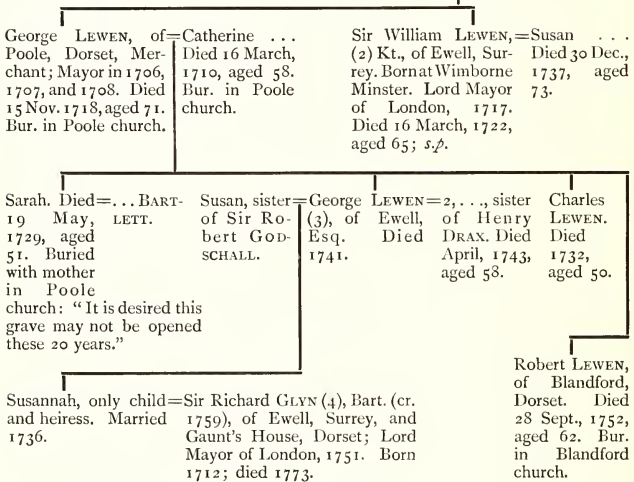 George LEWEN, of=Catherine ...
Poole, Dorset, Mer-
chant; Mayor in 1706,
1707, and 1708. Died
15 Nov. 1718, aged 71.
Bur. in Poole church.
Died 16 March,
1710, aged 58.
Bur. in Poole
church.
Sir William LEWEN,=Susan ...
(2) Kt., of Ewell, Sur-
rey. Born at Wimborne
Minster. Lord Mayor
of London, 1717.
Died 16 March, 1722,
aged 65; s.p.
Died 30 Dec.,
1737, aged
73.
Sarah. Died=... BART-
19 May,
1729, aged
51. Buried
with mother
in Poole
church: "It is desired this
grave may not be opened
these 20 years."
LETT.
Susan, sister=George LEWEN=2, ..., sister
of Sir Ro-
bert GOD-
SCHALL.
(3), of Ewell,
Esq. Died
1741.
of Henry
DRAX. Died
April, 1743,
aged 58.
Charles
LEWEN.
Died
1732,
aged 50.
Robert LEWEN,
of Blandford,
Dorset. Died
28 Sept., 1752,
aged 62. Bur.
in Blandford
church.
Susannah, only child=Sir Richard GLYN (4), Bart. (cr.
and heiress. Married
1736.
1759), of Ewell, Surrey, and
Gaunt's House, Dorset; Lord
Mayor of London, 1751. Born
1712; died 1773.